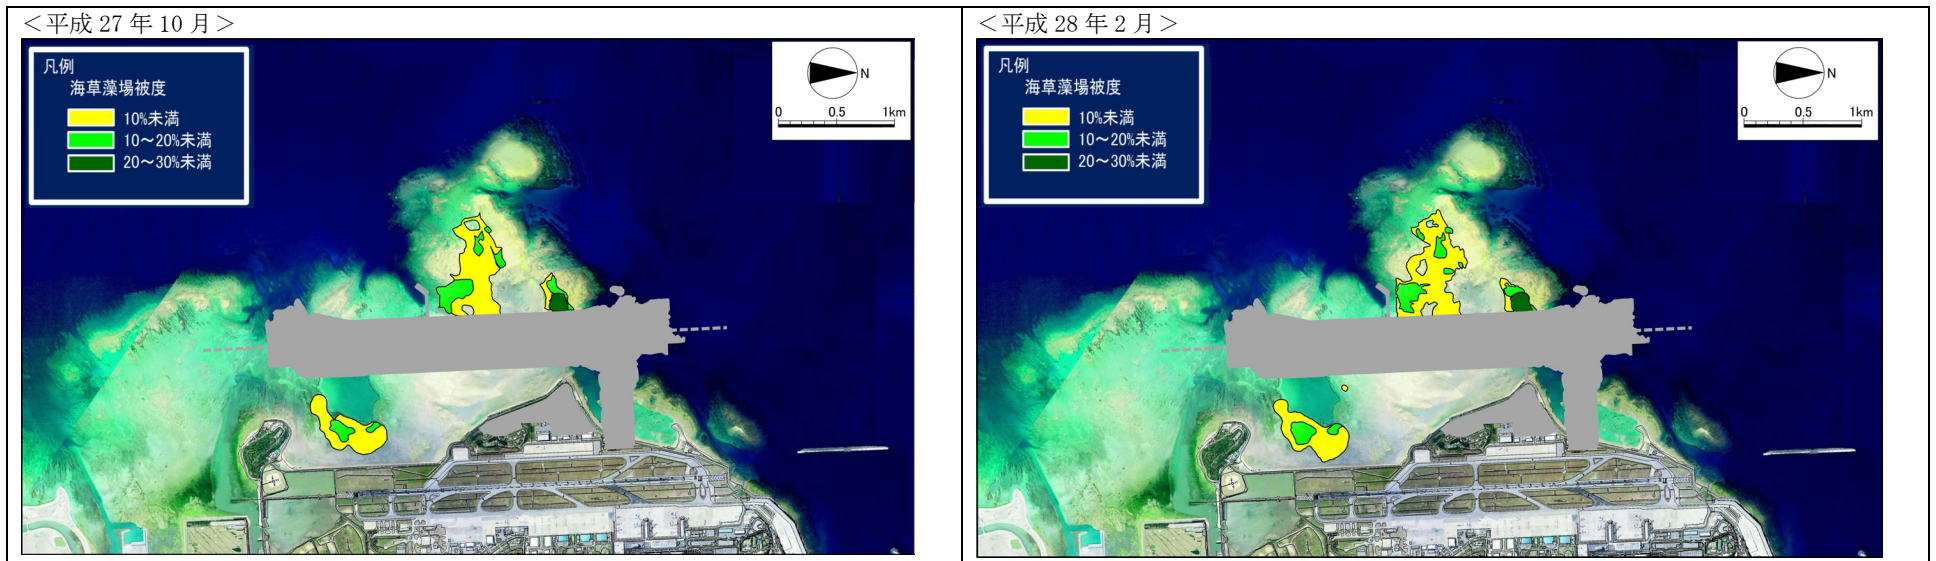 ＜平成 27 年 10 月＞
凡例
海草藻場被度
10%未満
10～20%未満
20～30%未満
N
0 0.5 1km
＜平成 28 年 2 月＞
凡例
海草藻場被度
10%未満
10～20%未満
20～30%未満
N
0 0.5 1km